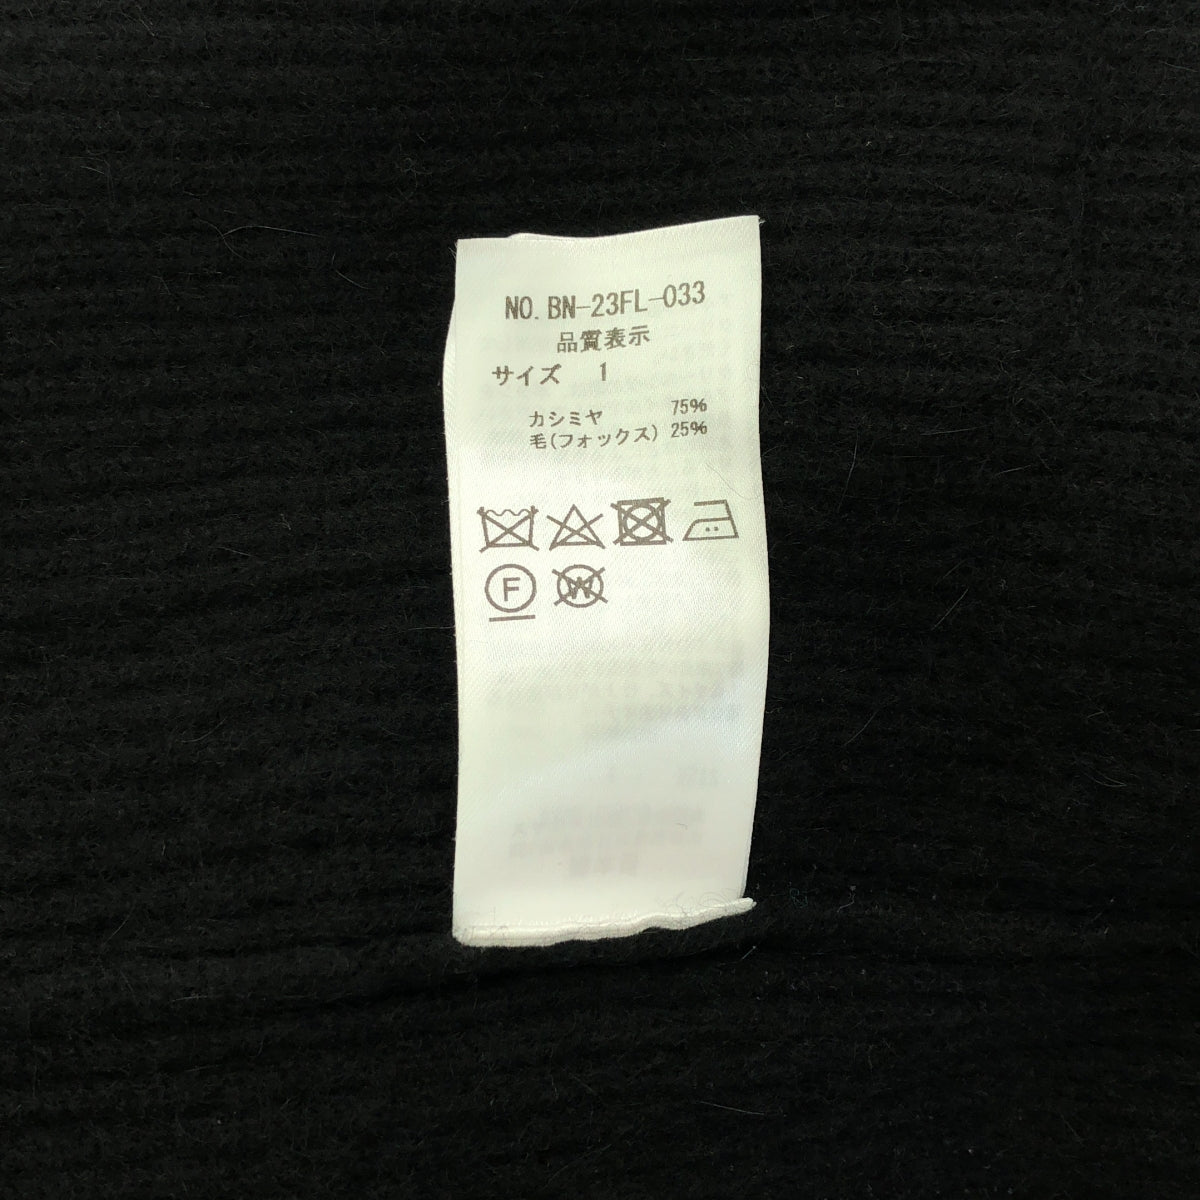 NO. BN-23FL-033
品質表示
サイズ 1
カシミヤ 75%
毛(フォックス) 25%
F
W